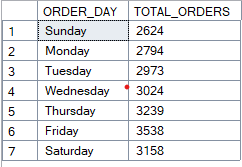 ORDER_DAY TOTAL_ORDERS
1 Sunday 2624
2 Monday 2794
3 Tuesday 2973
4 Wednesday 3024
5 Thursday 3239
6 Friday 3538
7 Saturday 3158